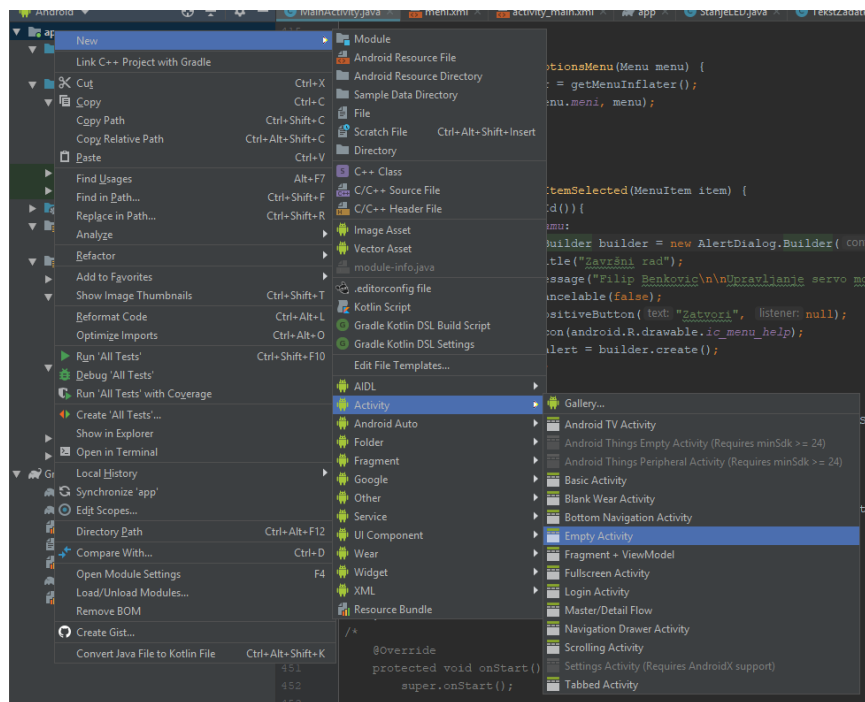 Android
MainActivity.java
meni.xml
activity_main.xml
app
StanjeLED.java
TekstZadat
New
Link C++ Project with Gradle
Cut Ctrl+X
Copy Ctrl+C
Copy Path Ctrl+Shift+C
Copy Relative Path Ctrl+Alt+Shift+C
Paste Ctrl+V
Find Usages Alt+F7
Find in Path... Ctrl+Shift+F
Replace in Path... Ctrl+Shift+R
Analyze
Refactor
Add to Favorites
Show Image Thumbnails Ctrl+Shift+T
Reformat Code Ctrl+Alt+L
Optimize Imports Ctrl+Alt+O
Run 'All Tests' Ctrl+Shift+F10
Debug 'All Tests'
Run 'All Tests' with Coverage
Create 'All Tests'...
Show in Explorer
Open in Terminal
Local History
Synchronize 'app'
Edit Scopes...
Directory Path Ctrl+Alt+F12
Compare With... Ctrl+D
Open Module Settings F4
Load/Unload Modules...
Remove BOM
Create Gist...
Convert Java File to Kotlin File Ctrl+Alt+Shift+K
Module
Android Resource File
Android Resource Directory
Sample Data Directory
File
Scratch File Ctrl+Alt+Shift+Insert
Directory
C++ Class
C/C++ Source File
C/C++ Header File
Image Asset
Vector Asset
module-info.java
.editorconfig file
Kotlin Script
Gradle Kotlin DSL Build Script
Gradle Kotlin DSL Settings
Edit File Templates...
AIDL
Activity
Android Auto
Folder
Fragment
Google
Other
Service
UI Component
Wear
Widget
XML
Resource Bundle
Gallery...
Android TV Activity
Android Things Empty Activity (Requires minSdk >= 24)
Android Things Peripheral Activity (Requires minSdk >= 24)
Basic Activity
Blank Wear Activity
Bottom Navigation Activity
Empty Activity
Fragment + ViewModel
Fullscreen Activity
Login Activity
Master/Detail Flow
Navigation Drawer Activity
Scrolling Activity
Settings Activity (Requires AndroidX support)
Tabbed Activity
ptionsMenu(Menu menu) {
r = getMenuInflater();
nu.meni, menu);
ItemSelected(MenuItem item) {
Id()){
umu:
Builder builder = new AlertDialog.Builder( con
itle("Završni rad");
essage("Filip Benkovic\n\nUpravljanje servo mo
ancelable(false);
ositiveButton( text: "Zatvori", listener: null);
con(android.R.drawable.ic_menu_help);
alert = builder.create();
/*
@Override
451 protected void onStart()
452 super.onStart();